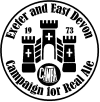 Exeter and East Devon
19 73
CAMRA
Campaign for Real Ale